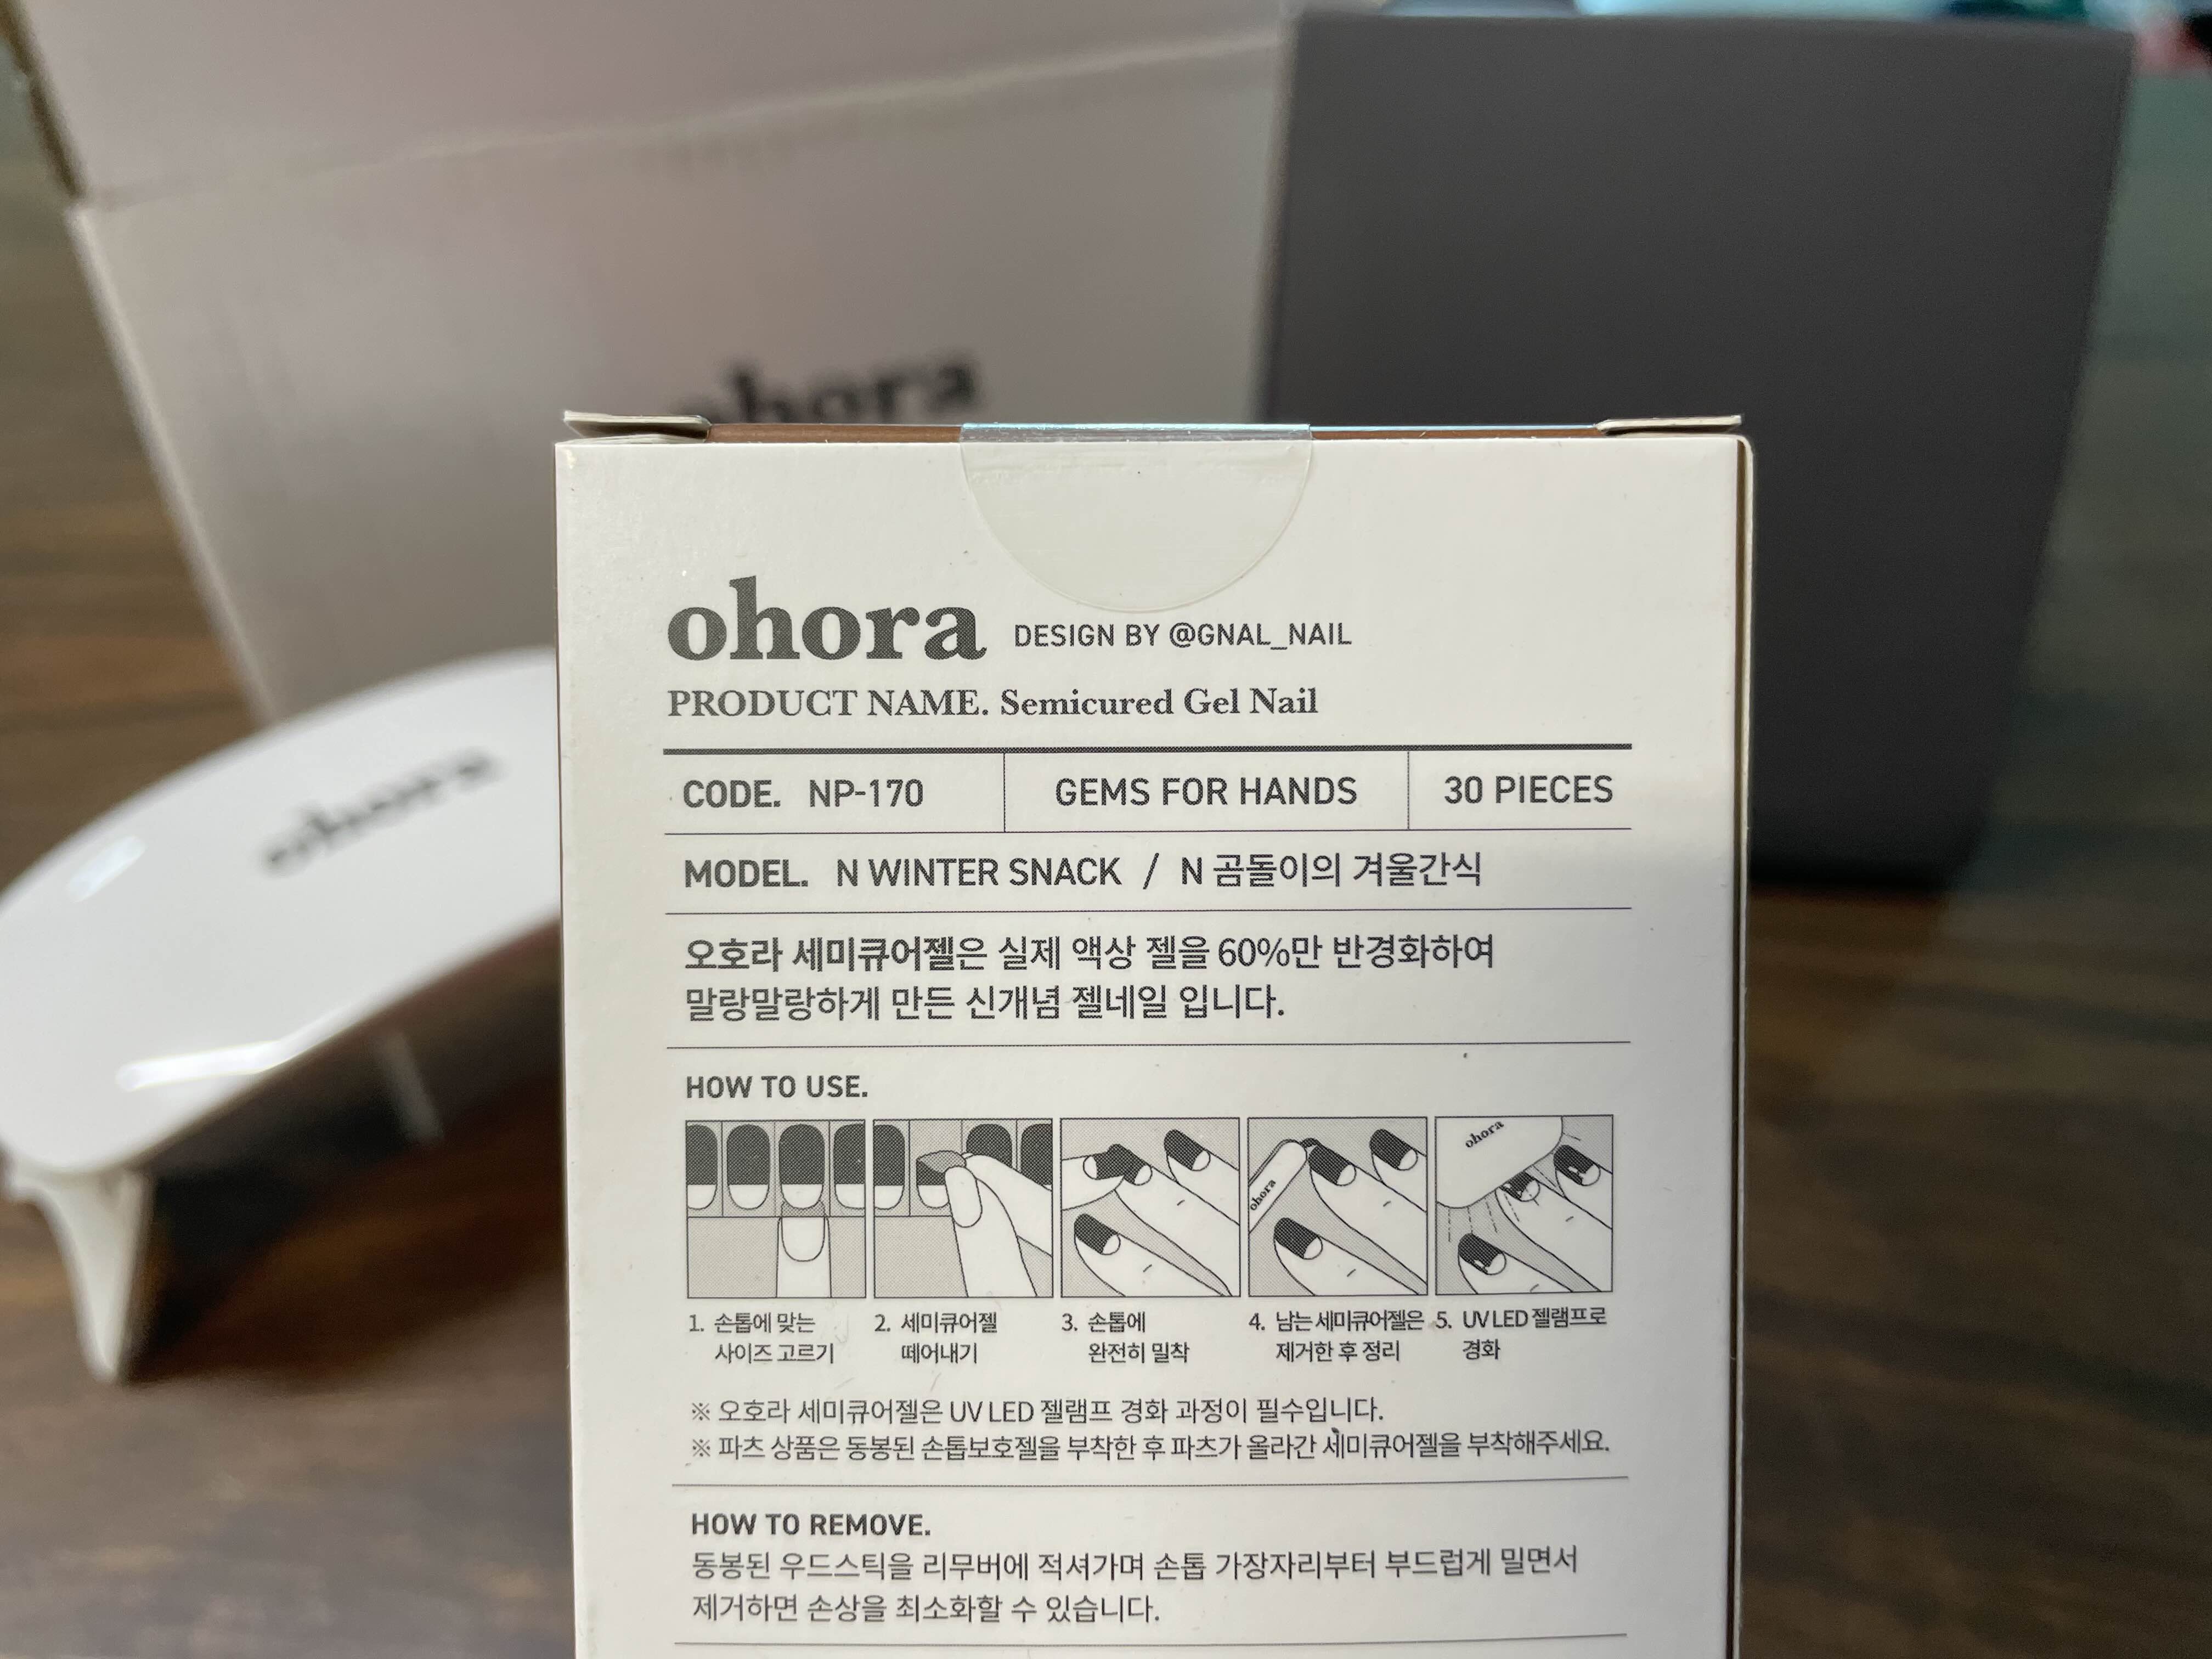 ohora
ohora
ohora DESIGN BY @GNAL_NAIL
PRODUCT NAME. Semicured Gel Nail
CODE. NP-170 GEMS FOR HANDS 30 PIECES
MODEL. N WINTER SNACK / N 곰돌이의 겨울간식
오호라 세미큐어젤은 실제 액상 젤을 60%만 반경화하여
말랑말랑하게 만든 신개념 젤네일 입니다.
HOW TO USE.
ohora
ohora
1. 손톱에 맞는
사이즈 고르기
2. 세미큐어젤
떼어내기
3. 손톱에
완전히 밀착
4. 남는 세미큐어젤은
제거한 후 정리
5. UV LED 젤램프로
경화
※ 오호라 세미큐어젤은 UV LED 젤램프 경화 과정이 필수입니다.
※ 파츠 상품은 동봉된 손톱보호젤을 부착한 후 파츠가 올라간 세미큐어젤을 부착해주세요.
HOW TO REMOVE.
동봉된 우드스틱을 리무버에 적셔가며 손톱 가장자리부터 부드럽게 밀면서
제거하면 손상을 최소화할 수 있습니다.